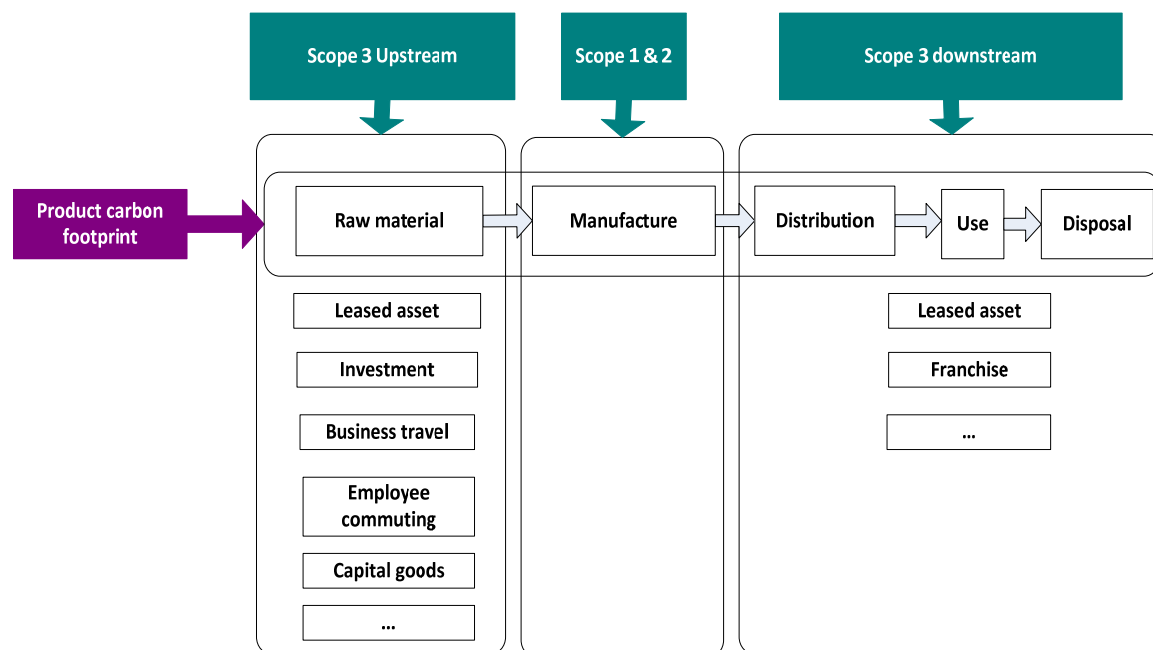 Scope 3 Upstream
Scope 1 & 2
Scope 3 downstream
Product carbon
footprint
Raw material
Manufacture
Distribution
Use
Disposal
Leased asset
Leased asset
Investment
Franchise
Business travel
...
Employee
commuting
Capital goods
...